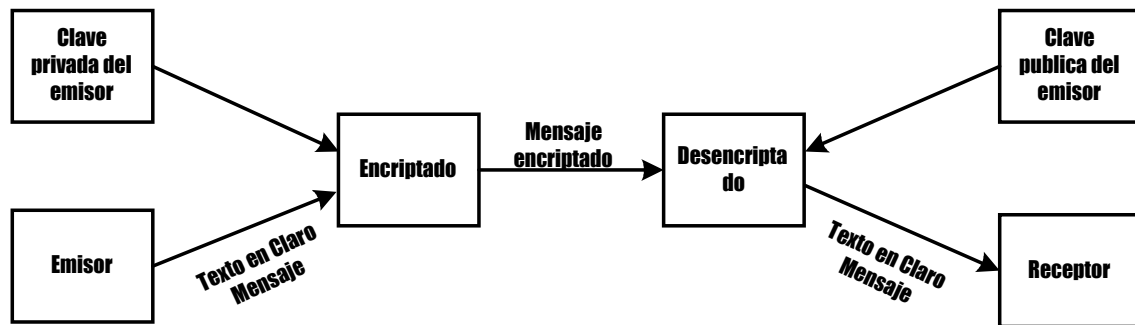 Clave
privada del
emisor
Clave
publica del
emisor
Encriptado
Mensaje
encriptado
Desencripta
do
Emisor
Texto en Claro
Mensaje
Texto en Claro
Mensaje
Receptor